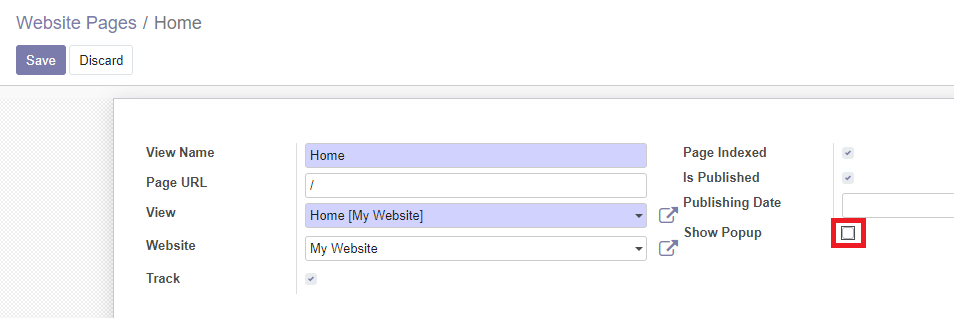 Website Pages / Home
Save Discard
View Name Home
Page URL /
View Home [My Website]
Website My Website
Track
Page Indexed
Is Published
Publishing Date
Show Popup